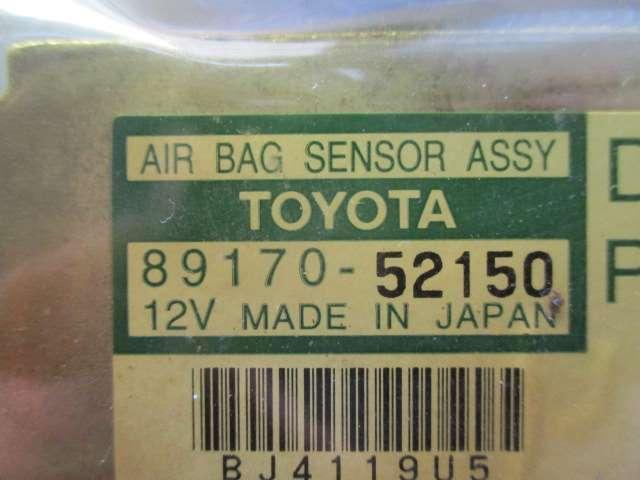 AIR BAG SENSOR ASSY
TOYOTA
89170-52150
12V MADE IN JAPAN
BJ4119U5